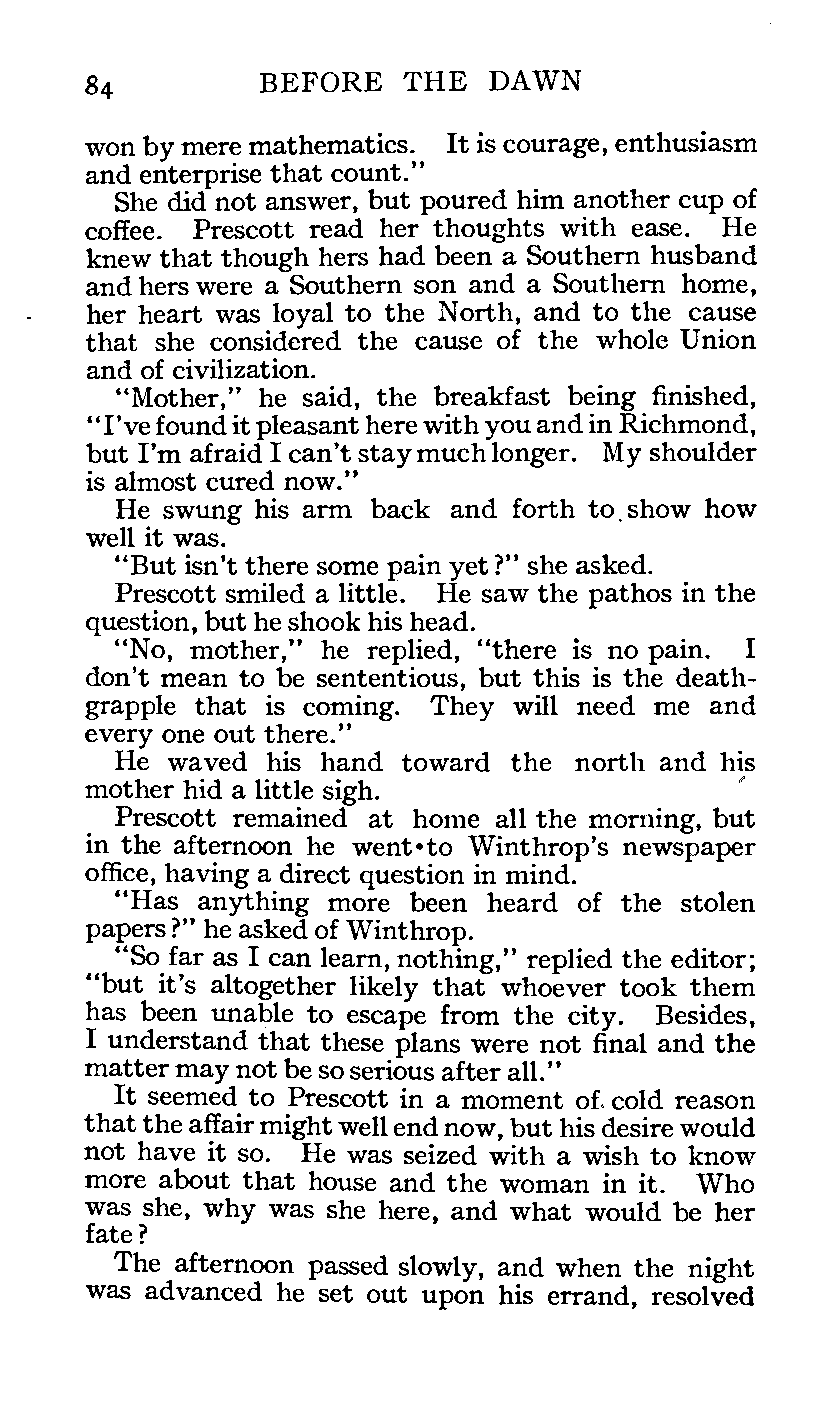 84 BEFORE THE DAWN
won by mere mathematics. It is courage, enthusiasm
and enterprise that count."
She did not answer, but poured him another cup of
coffee. Prescott read her thoughts with ease. He
knew that though hers had been a Southern husband
and hers were a Southern son and a Southern home,
her heart was loyal to the North, and to the cause
that she considered the cause of the whole Union
and of civilization.
"Mother," he said, the breakfast being finished,
"I've found it pleasant here with you and in Richmond,
but I'm afraid I can't stay much longer. My shoulder
is almost cured now."
He swung his arm back and forth to show how
well it was.
"But isn't there some pain yet?" she asked.
Prescott smiled a little. He saw the pathos in the
question, but he shook his head.
"No, mother," he replied, "there is no pain. I
don't mean to be sententious, but this is the death-
grapple that is coming. They will need me and
every one out there."
He waved his hand toward the north and his
mother hid a little sigh.
Prescott remained at home all the morning, but
in the afternoon he went to Winthrop's newspaper
office, having a direct question in mind.
"Has anything more been heard of the stolen
papers?" he asked of Winthrop.
"So far as I can learn, nothing," replied the editor;
"but it's altogether likely that whoever took them
has been unable to escape from the city. Besides,
I understand that these plans were not final and the
matter may not be so serious after all."
It seemed to Prescott in a moment of cold reason
that the affair might well end now, but his desire would
not have it so. He was seized with a wish to know
more about that house and the woman in it. Who
was she, why was she here, and what would be her
fate?
The afternoon passed slowly, and when the night
was advanced he set out upon his errand, resolved